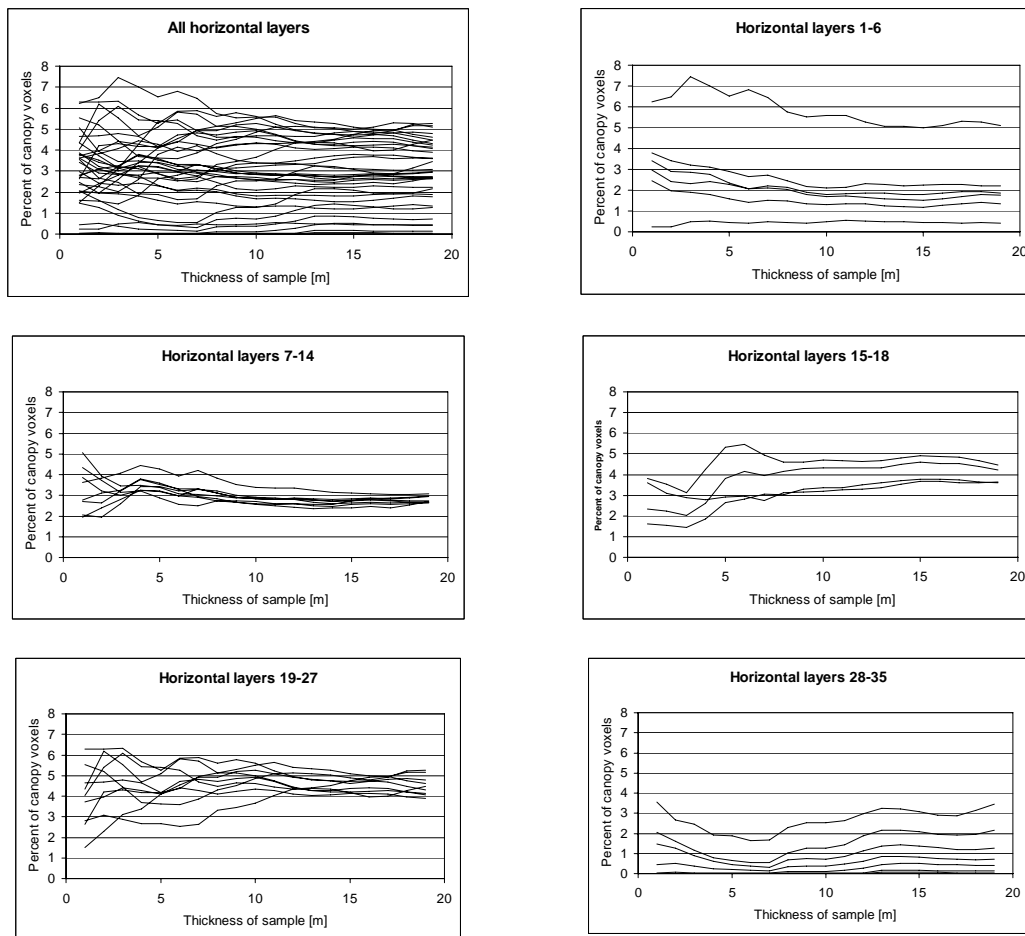 All horizontal layers
Percent of canopy voxels
8
7
6
5
4
3
2
1
0
0 5 10 15 20
Thickness of sample [m]
Horizontal layers 1-6
Percent of canopy voxels
8
7
6
5
4
3
2
1
0
0 5 10 15 20
Thickness of sample [m]
Horizontal layers 7-14
Percent of canopy voxels
8
7
6
5
4
3
2
1
0
0 5 10 15 20
Thickness of sample [m]
Horizontal layers 15-18
Percent of canopy voxels
8
7
6
5
4
3
2
1
0
0 5 10 15 20
Thickness of sample [m]
Horizontal layers 19-27
Percent of canopy voxels
8
7
6
5
4
3
2
1
0
0 5 10 15 20
Thickness of sample [m]
Horizontal layers 28-35
Percent of canopy voxels
8
7
6
5
4
3
2
1
0
0 5 10 15 20
Thickness of sample [m]